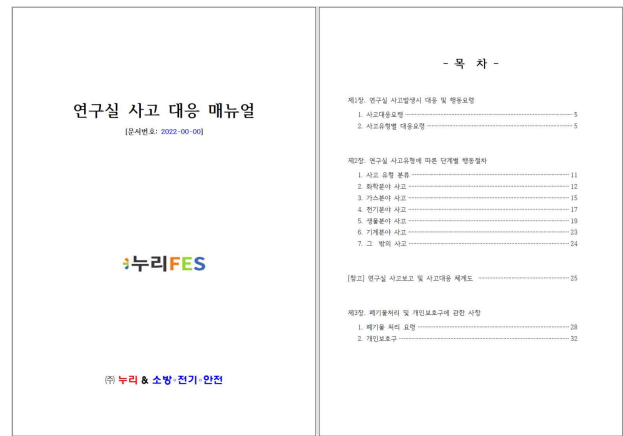 연구실 사고 대응 매뉴얼
[문서번호: 2022-00-00]
누리FES
㈜ 누리 & 소방·전기·안전
- 목 차 -
제1장. 연구실 사고발생시 대응 및 행동요령
1. 사고대응요령 5
2. 사고유형별 대응요령 5
제2장. 연구실 사고유형에 따른 단계별 행동절차
1. 사고 유형 분류 11
2. 화학분야 사고 12
3. 가스분야 사고 15
4. 전기분야 사고 17
5. 생물분야 사고 19
6. 기계분야 사고 23
7. 그 밖의 사고 24
[참고] 연구실 사고보고 및 사고대응 체계도 25
제3장. 폐기물처리 및 개인보호구에 관한 사항
1. 폐기물 처리 요령 28
2. 개인보호구 32